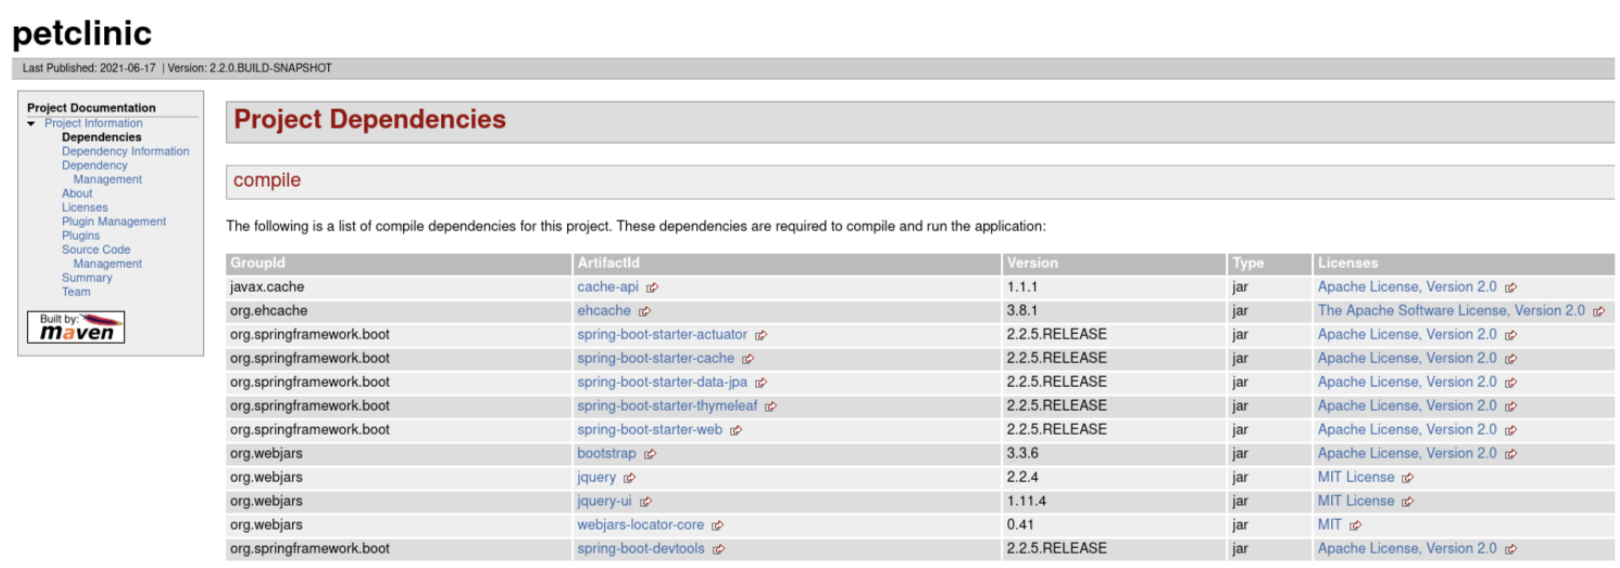 petclinic
Last Published: 2021-06-17 | Version: 2.2.0.BUILD-SNAPSHOT
Project Documentation
Project Information
Dependencies
Dependency Information
Dependency
Management
About
Licenses
Plugin Management
Plugins
Source Code
Management
Summary
Team
Built by:
maven
Project Dependencies
compile
The following is a list of compile dependencies for this project. These dependencies are required to compile and run the application:
GroupId ArtifactId Version Type Licenses
javax.cache cache-api 1.1.1 jar Apache License, Version 2.0
org.ehcache ehcache 3.8.1 jar The Apache Software License, Version 2.0
org.springframework.boot spring-boot-starter-actuator 2.2.5.RELEASE jar Apache License, Version 2.0
org.springframework.boot spring-boot-starter-cache 2.2.5.RELEASE jar Apache License, Version 2.0
org.springframework.boot spring-boot-starter-data-jpa 2.2.5.RELEASE jar Apache License, Version 2.0
org.springframework.boot spring-boot-starter-thymeleaf 2.2.5.RELEASE jar Apache License, Version 2.0
org.springframework.boot spring-boot-starter-web 2.2.5.RELEASE jar Apache License, Version 2.0
org.webjars bootstrap 3.3.6 jar Apache License, Version 2.0
org.webjars jquery 2.2.4 jar MIT License
org.webjars jquery-ui 1.11.4 jar MIT License
org.webjars webjars-locator-core 0.41 jar MIT
org.springframework.boot spring-boot-devtools 2.2.5.RELEASE jar Apache License, Version 2.0